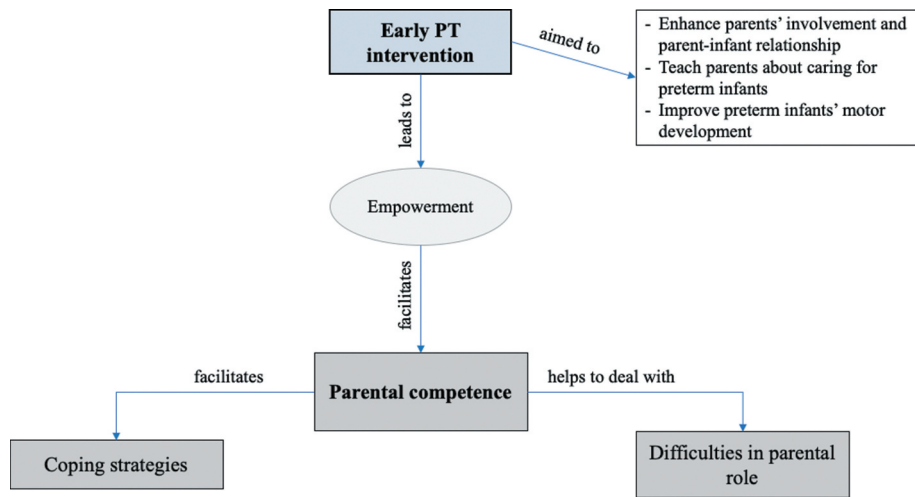 Early PT
intervention
aimed to
- Enhance parents’ involvement and
parent-infant relationship
- Teach parents about caring for
preterm infants
- Improve preterm infants’ motor
development
leads to
Empowerment
facilitates
Parental competence
facilitates
helps to deal with
Coping strategies
Difficulties in parental
role